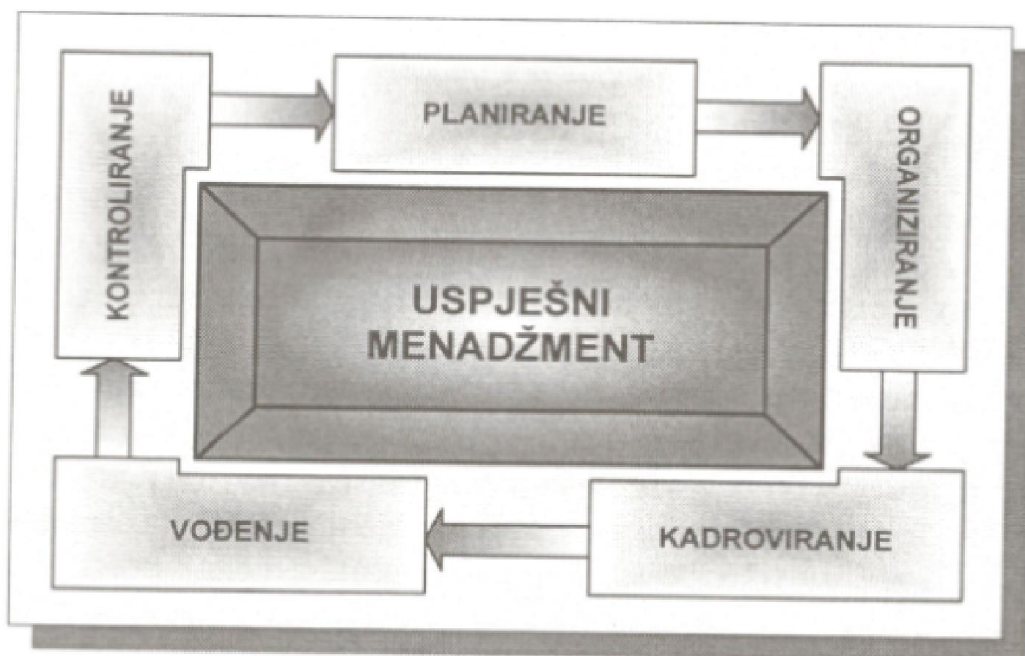 PLANIRANJE
ORGANIZIRANJE
KADROVIRANJE
VOĐENJE
KONTROLIRANJE
USPJEŠNI
MENADŽMENT